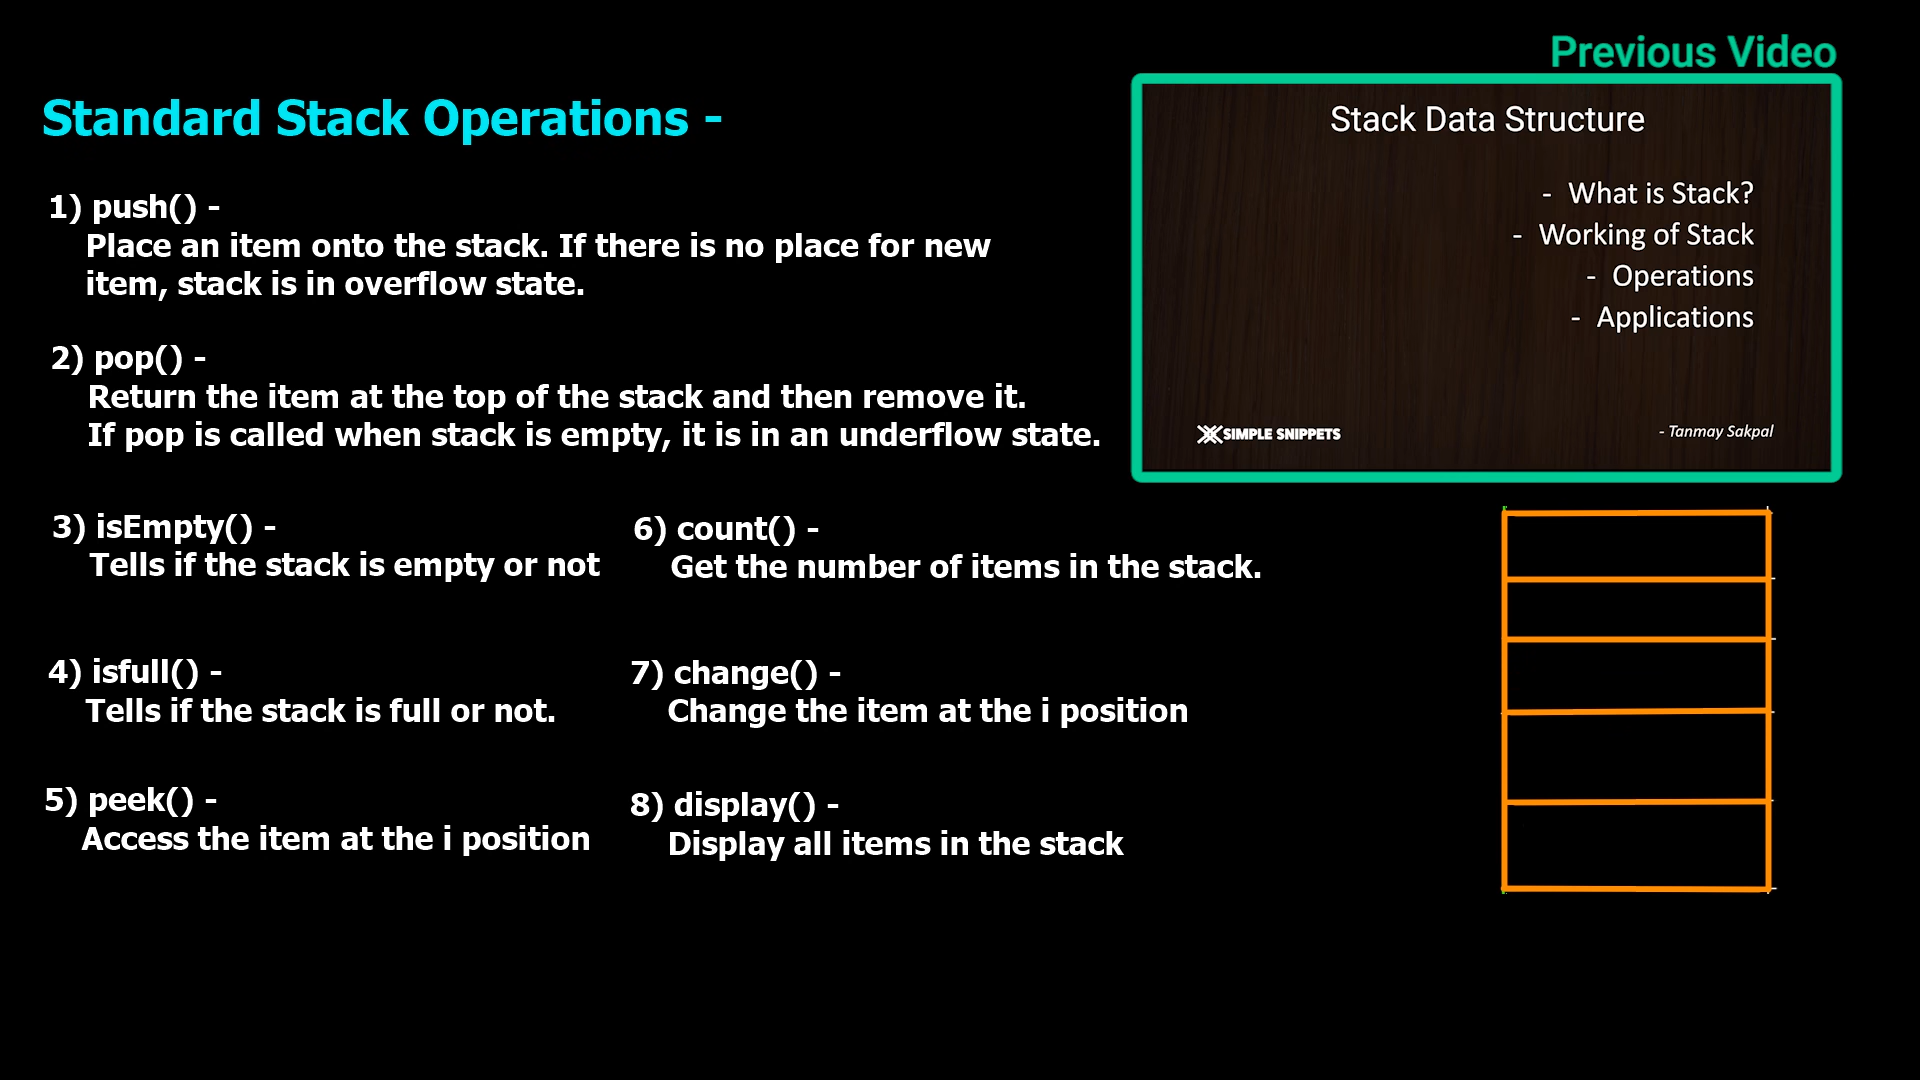 Previous Video
Standard Stack Operations -
1) push() -
Place an item onto the stack. If there is no place for new
item, stack is in overflow state.
2) pop() -
Return the item at the top of the stack and then remove it.
If pop is called when stack is empty, it is in an underflow state.
3) isEmpty() -
Tells if the stack is empty or not
4) isfull() -
Tells if the stack is full or not.
5) peek() -
Access the item at the i position
6) count() -
Get the number of items in the stack.
7) change() -
Change the item at the i position
8) display() -
Display all items in the stack
Stack Data Structure
- What is Stack?
- Working of Stack
- Operations
- Applications
SIMPLE SNIPPETS
- Tanmay Sakpal